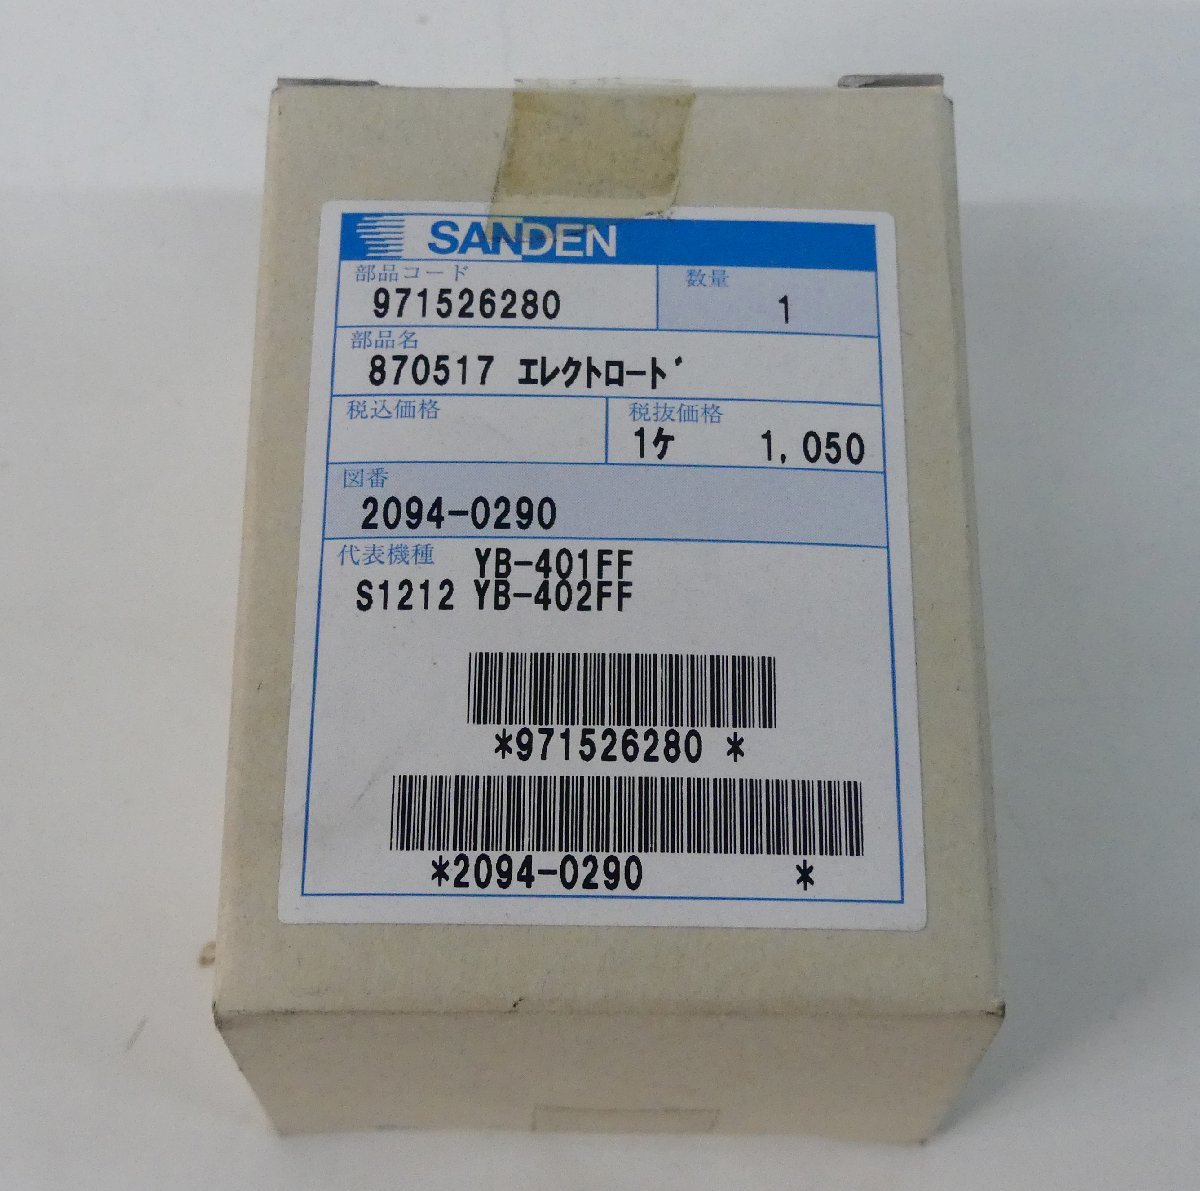 SANDEN
部品コード 数量
971526280 1
部品名
870517 エレクトロート゛
税込価格 税抜価格
1ケ 1,050
図番
2094-0290
代表機種 YB-401FF
S1212 YB-402FF
*971526280 *
*2094-0290 *